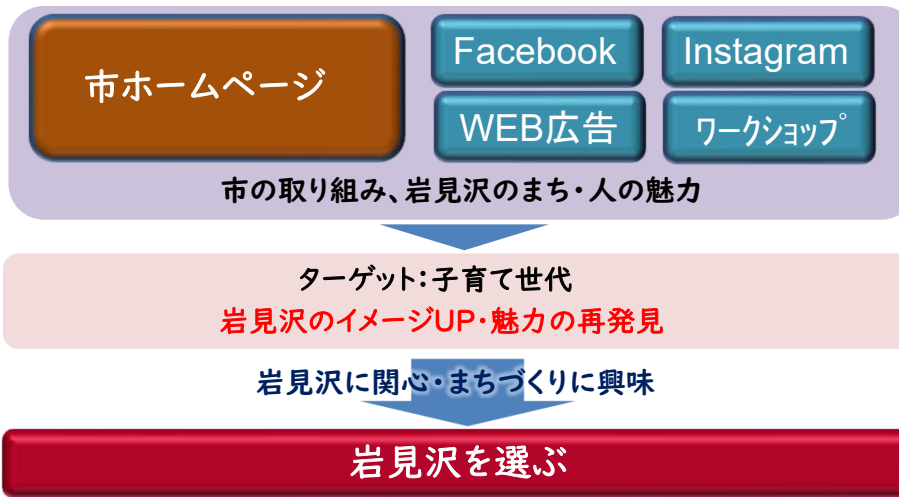 市ホームページ
Facebook
Instagram
WEB広告
ワークショップ
市の取り組み、岩見沢のまち・人の魅力
ターゲット:子育て世代
岩見沢のイメージUP・魅力の再発見
岩見沢に関心・まちづくりに興味
岩見沢を選ぶ